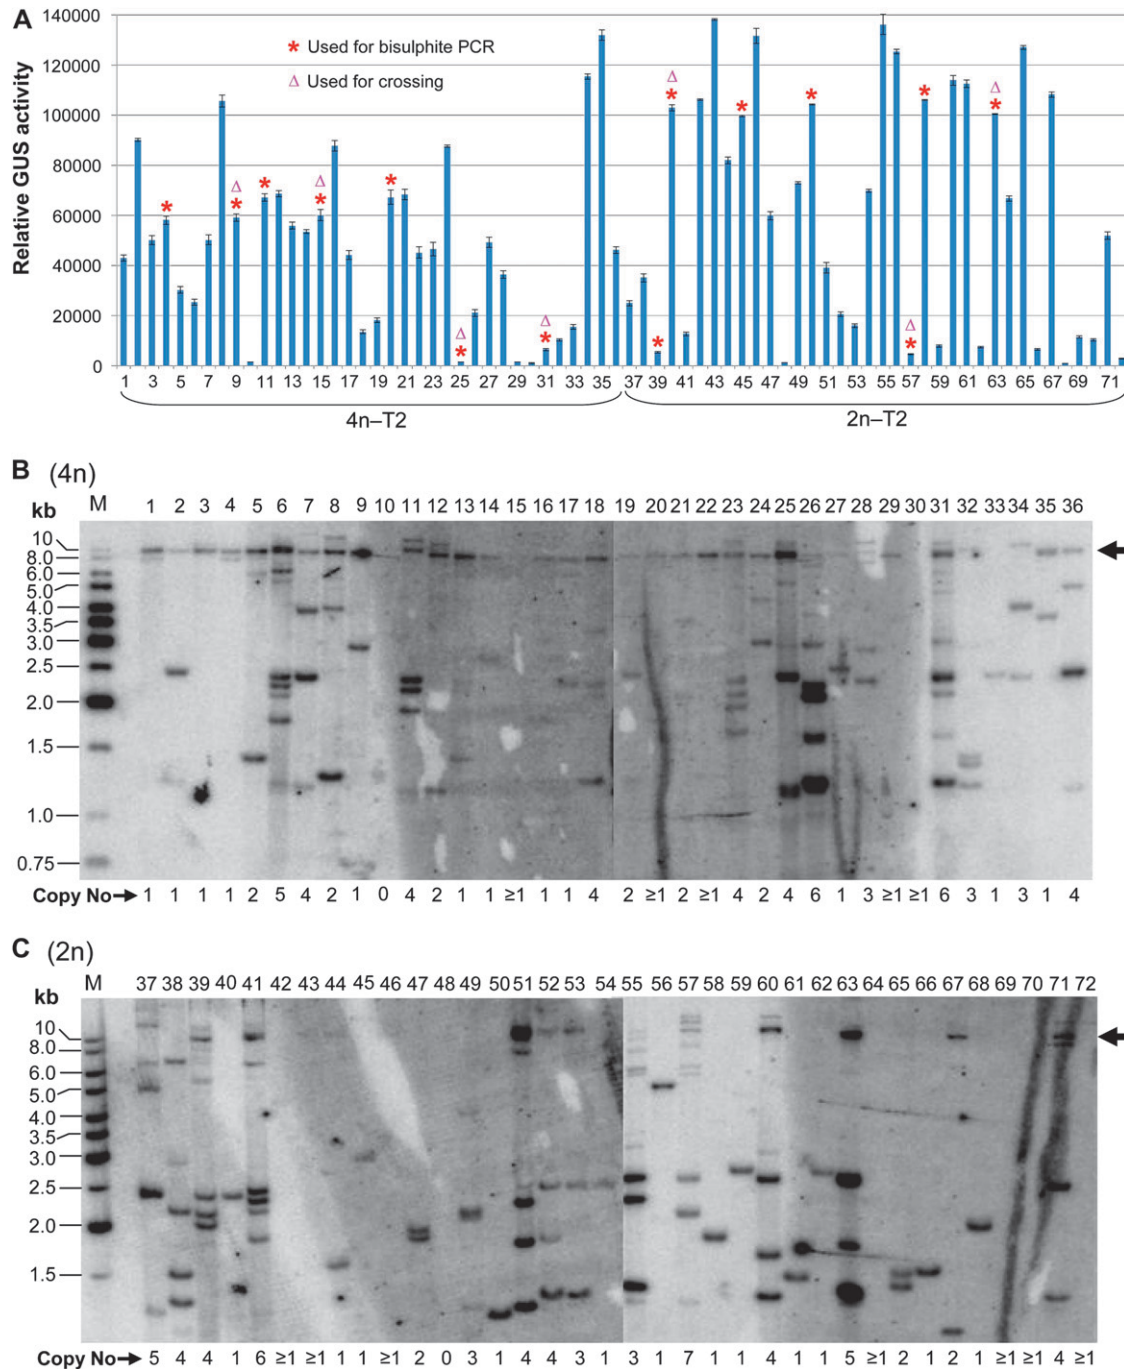 A
Relative GUS activity
140000
120000
100000
80000
60000
40000
20000
0
* Used for bisulphite PCR
Δ Used for crossing
1 3 5 7 9 11 13 15 17 19 21 23 25 27 29 31 33 35 37 39 41 43 45 47 49 51 53 55 57 59 61 63 65 67 69 71
4n–T2 2n–T2
B (4n)
M 1 2 3 4 5 6 7 8 9 10 11 12 13 14 15 16 17 18 19 20 21 22 23 24 25 26 27 28 29 30 31 32 33 34 35 36
kb
10
8.0
6.0
5.0
4.0
3.5
3.0
2.5
2.0
1.5
1.0
0.75
Copy No→ 1 1 1 1 2 5 4 2 1 0 4 2 1 1 ≥1 1 1 4 2 ≥1 2 ≥1 4 2 4 6 1 3 ≥1 ≥1 6 3 1 3 1 4
C (2n)
M 37 38 39 40 41 42 43 44 45 46 47 48 49 50 51 52 53 54 55 56 57 58 59 60 61 62 63 64 65 66 67 68 69 70 71 72
kb
10
8.0
6.0
5.0
4.0
3.5
3.0
2.5
2.0
1.5
Copy No→ 5 4 4 1 6 ≥1 ≥1 1 1 ≥1 2 0 3 1 4 4 3 1 3 1 7 1 1 4 1 1 5 ≥1 2 1 2 1 ≥1 ≥1 4 ≥1